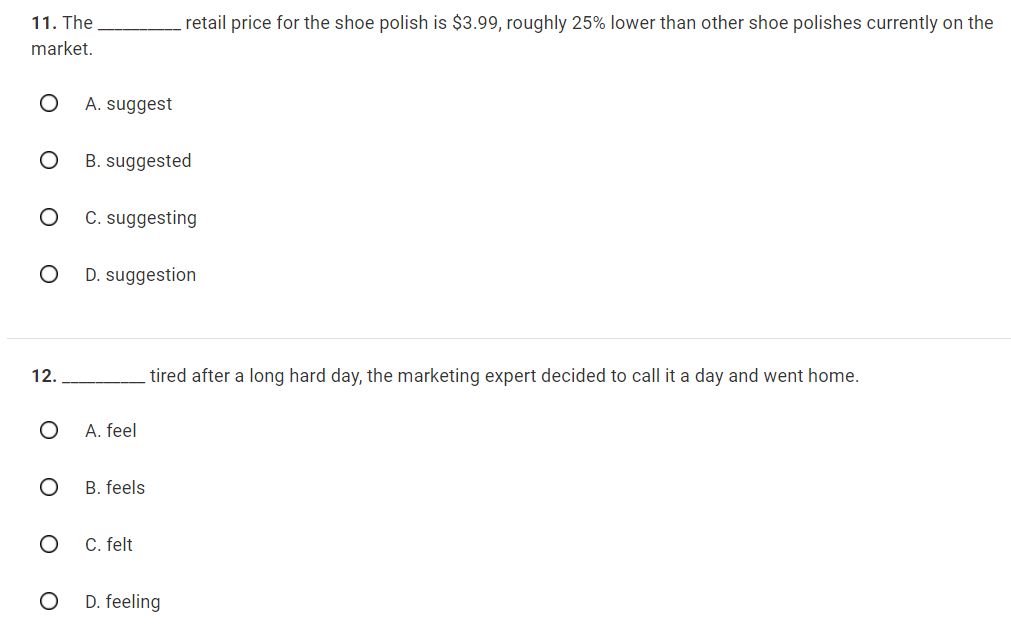 11. The __________ retail price for the shoe polish is $3.99, roughly 25% lower than other shoe polishes currently on the
market.
A. suggest
B. suggested
C. suggesting
D. suggestion
12. __________ tired after a long hard day, the marketing expert decided to call it a day and went home.
A. feel
B. feels
C. felt
D. feeling